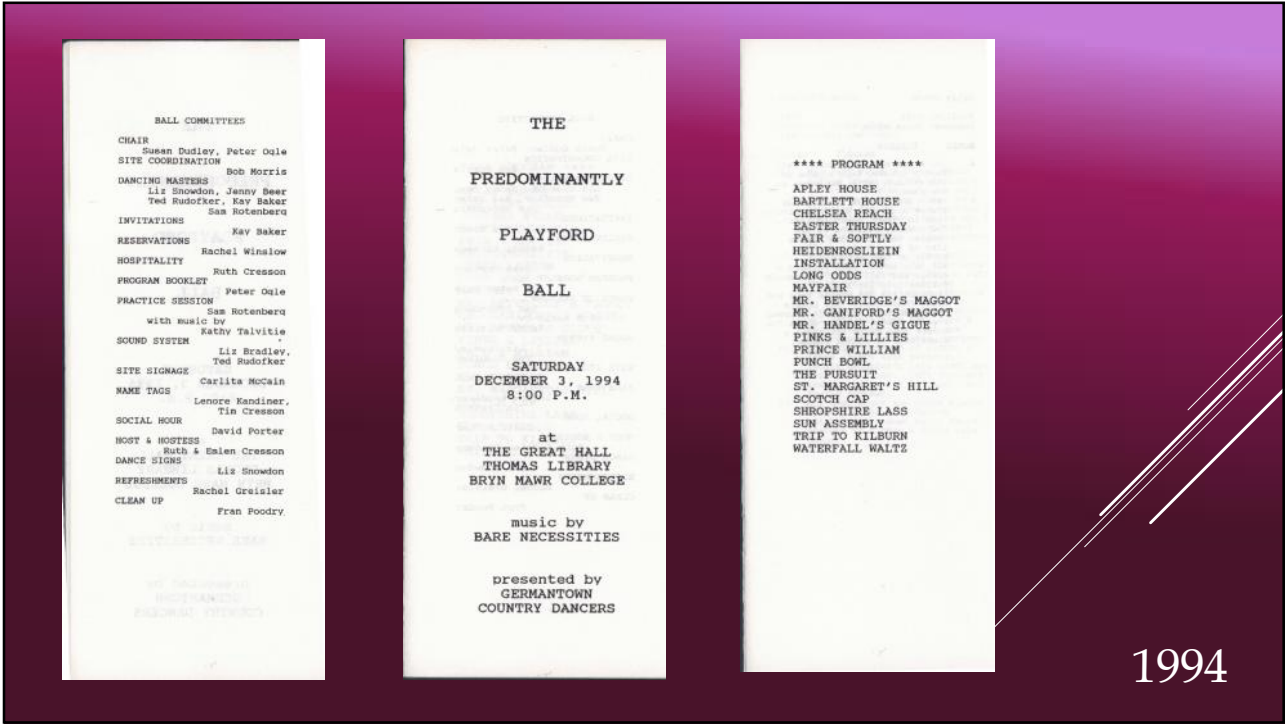 BALL COMMITTEES
CHAIR
Susan Dudley, Peter Ogle
SITE COORDINATION
Bob Morris
DANCING MASTERS
Liz Snowdon, Jenny Beer
Ted Rudofker, Kay Baker
Sam Rotenberg
INVITATIONS
Kay Baker
RESERVATIONS
Rachel Winslow
HOSPITALITY
Ruth Cresson
PROGRAM BOOKLET
Peter Ogle
PRACTICE SESSION
Sam Rotenberg
with music by
Kathy Talvitie
SOUND SYSTEM
Liz Bradley,
Ted Rudofker
SITE SIGNAGE
Carlita McCain
NAME TAGS
Lenore Kandiner,
Tim Cresson
SOCIAL HOUR
David Porter
HOST & HOSTESS
Ruth & Emlen Cresson
DANCE SIGNS
Liz Snowdon
REFRESHMENTS
Rachel Greisler
CLEAN UP
Fran Poodry
THE
PREDOMINANTLY
PLAYFORD
BALL
SATURDAY
DECEMBER 3, 1994
8:00 P.M.
at
THE GREAT HALL
THOMAS LIBRARY
BRYN MAWR COLLEGE
music by
BARE NECESSITIES
presented by
GERMANTOWN
COUNTRY DANCERS
**** PROGRAM ****
APLEY HOUSE
BARTLETT HOUSE
CHELSEA REACH
EASTER THURSDAY
FAIR & SOFTLY
HEIDENROSLIEIN
INSTALLATION
LONG ODDS
MAYFAIR
MR. BEVERIDGE'S MAGGOT
MR. GANIFORD'S MAGGOT
MR. HANDEL'S GIGUE
PINKS & LILLIES
PRINCE WILLIAM
PUNCH BOWL
THE PURSUIT
ST. MARGARET'S HILL
SCOTCH CAP
SHROPSHIRE LASS
SUN ASSEMBLY
TRIP TO KILBURN
WATERFALL WALTZ
1994